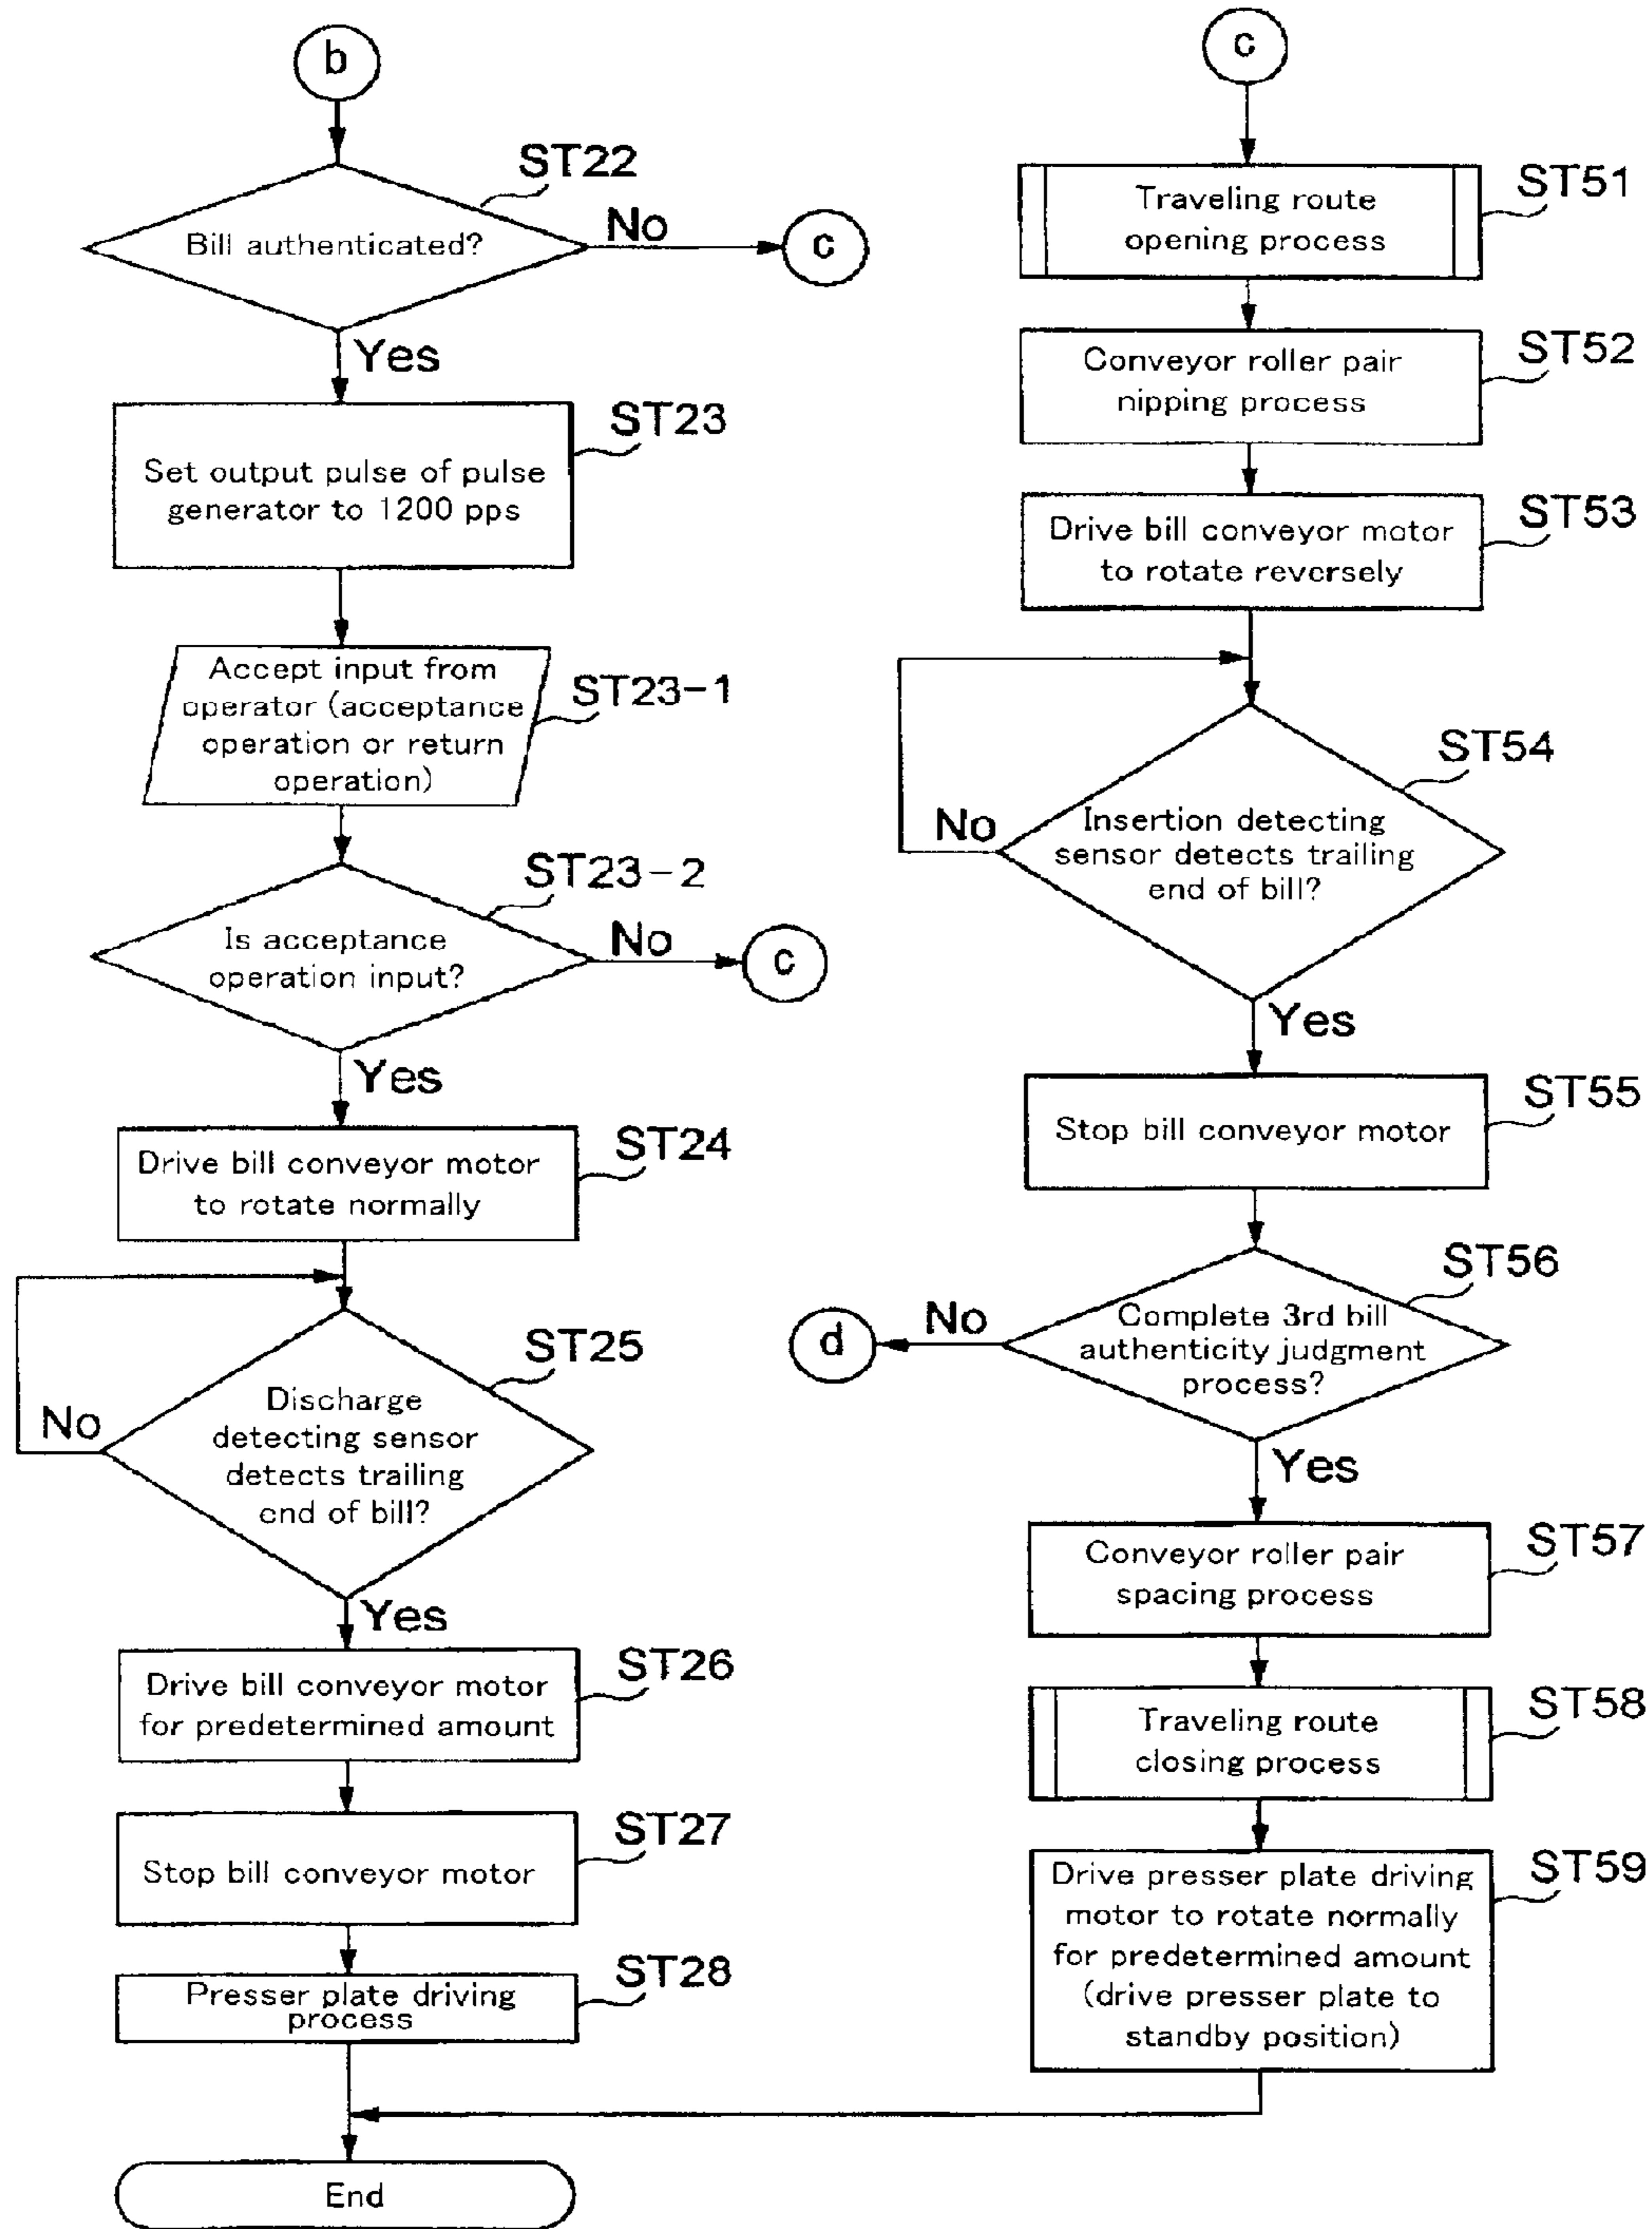 b
ST22
Bill authenticated?
No
c
Yes
ST23
Set output pulse of pulse
generator to 1200 pps
Accept input from
operator (acceptance
operation or return
operation)
ST23-1
ST23-2
Is acceptance
operation input?
No
c
Yes
ST24
Drive bill conveyor motor
to rotate normally
ST25
Discharge
detecting sensor
detects trailing
end of bill?
No
Yes
ST26
Drive bill conveyor motor
for predetermined amount
ST27
Stop bill conveyor motor
ST28
Presser plate driving
process
End
c
ST51
Traveling route
opening process
ST52
Conveyor roller pair
nipping process
ST53
Drive bill conveyor motor
to rotate reversely
ST54
Insertion detecting
sensor detects trailing
end of bill?
No
Yes
ST55
Stop bill conveyor motor
ST56
Complete 3rd bill
authenticity judgment
process?
No
d
Yes
ST57
Conveyor roller pair
spacing process
ST58
Traveling route
closing process
ST59
Drive presser plate driving
motor to rotate normally
for predetermined amount
(drive presser plate to
standby position)